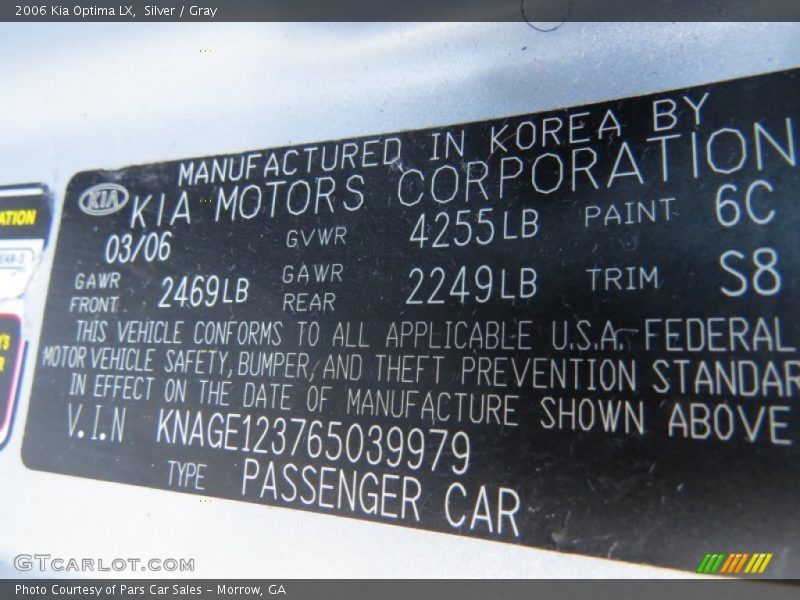 2006 Kia Optima LX, Silver / Gray
MANUFACTURED IN KOREA BY
KIA KIA MOTORS CORPORATION
03/06 GVWR 4255LB PAINT 6C
GAWR FRONT 2469LB GAWR REAR 2249LB TRIM S8
THIS VEHICLE CONFORMS TO ALL APPLICABLE U.S.A. FEDERAL
MOTOR VEHICLE SAFETY, BUMPER, AND THEFT PREVENTION STANDAR
IN EFFECT ON THE DATE OF MANUFACTURE SHOWN ABOVE
V.I.N KNAGE123765039979
TYPE PASSENGER CAR
ATION
EAR-3
GTCARLOT.COM
Photo Courtesy of Pars Car Sales - Morrow, GA